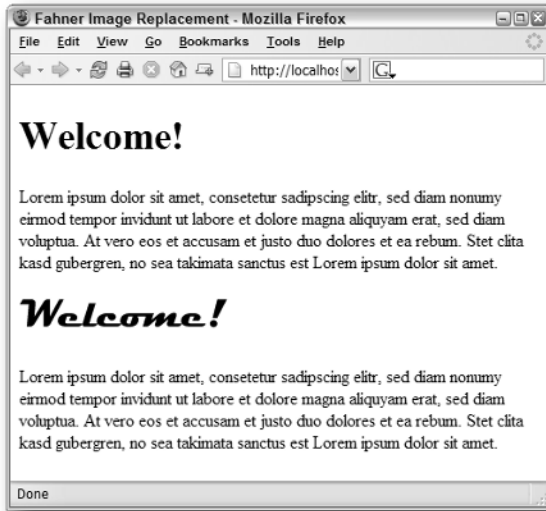 Fahner Image Replacement - Mozilla Firefox
File Edit View Go Bookmarks Tools Help
http://localhos G
Welcome!
Lorem ipsum dolor sit amet, consetetur sadipscing elitr, sed diam nonumy
eirmod tempor invidunt ut labore et dolore magna aliquyam erat, sed diam
voluptua. At vero eos et accusam et justo duo dolores et ea rebum. Stet clita
kasd gubergren, no sea takimata sanctus est Lorem ipsum dolor sit amet.
Welcome!
Lorem ipsum dolor sit amet, consetetur sadipscing elitr, sed diam nonumy
eirmod tempor invidunt ut labore et dolore magna aliquyam erat, sed diam
voluptua. At vero eos et accusam et justo duo dolores et ea rebum. Stet clita
kasd gubergren, no sea takimata sanctus est Lorem ipsum dolor sit amet.
Done